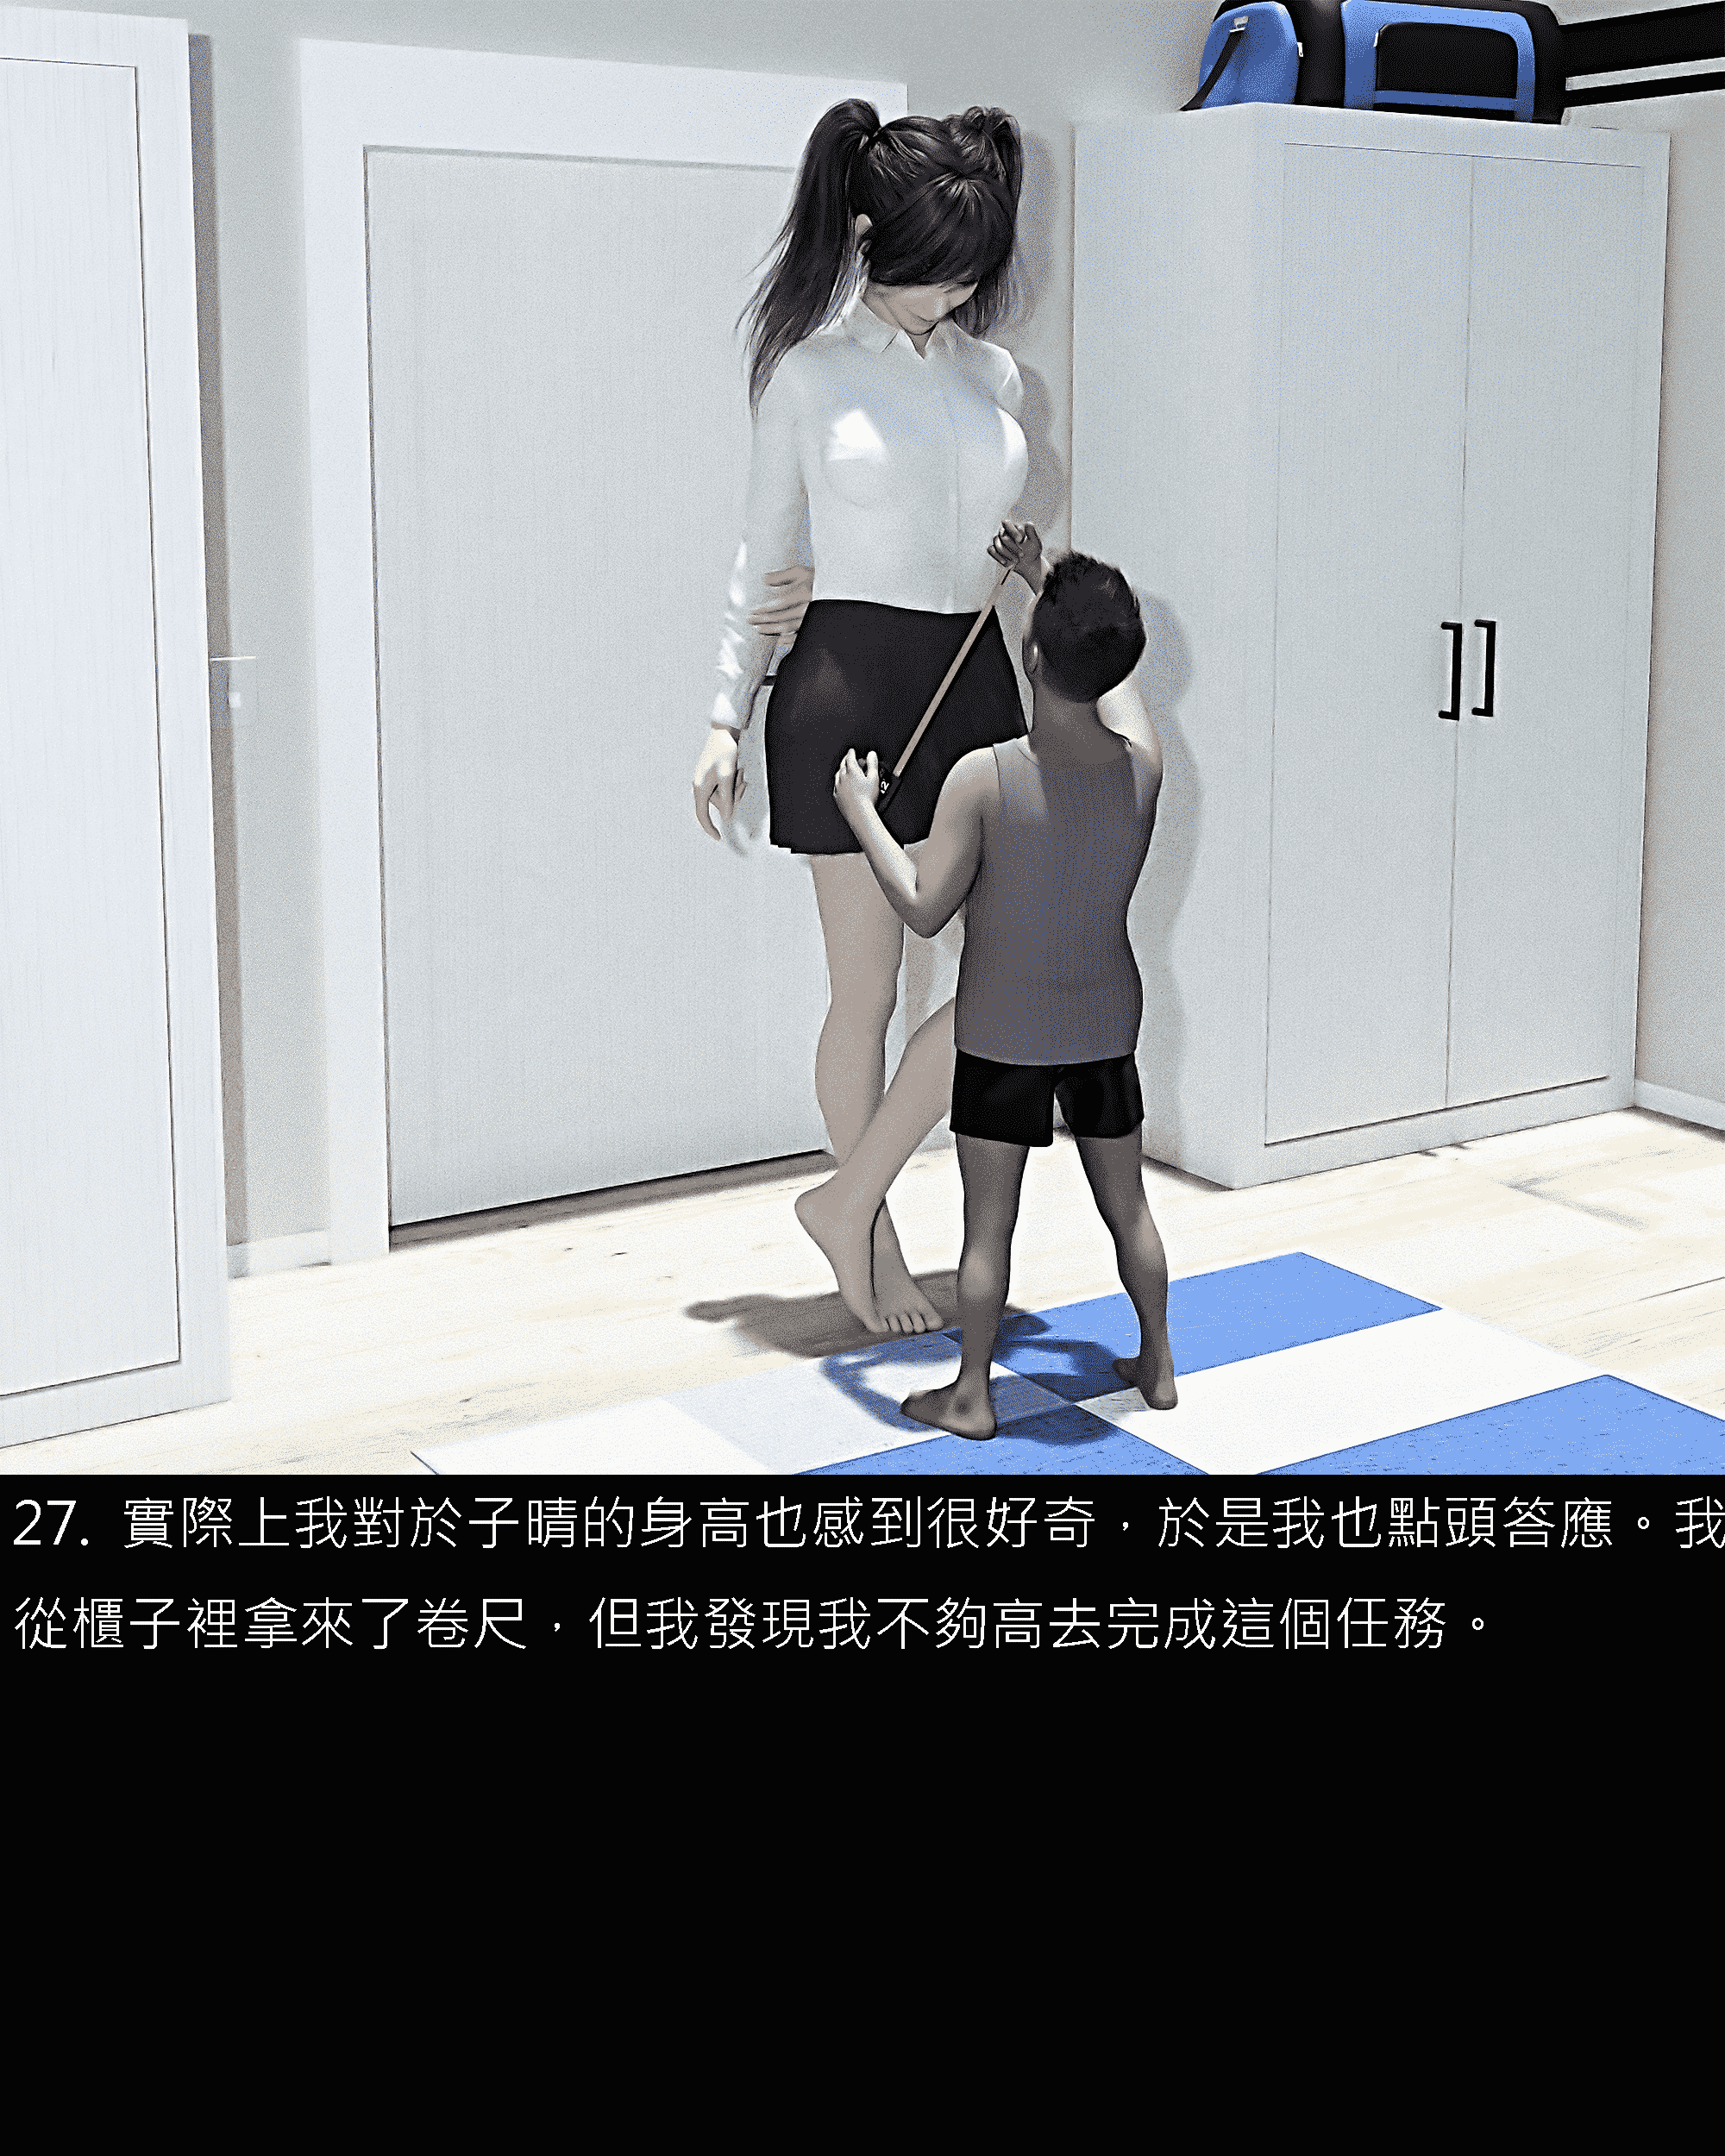 27. 實際上我對於子晴的身高也感到很好奇，於是我也點頭答應。我
從櫃子裡拿來了卷尺，但我發現我不夠高去完成這個任務。